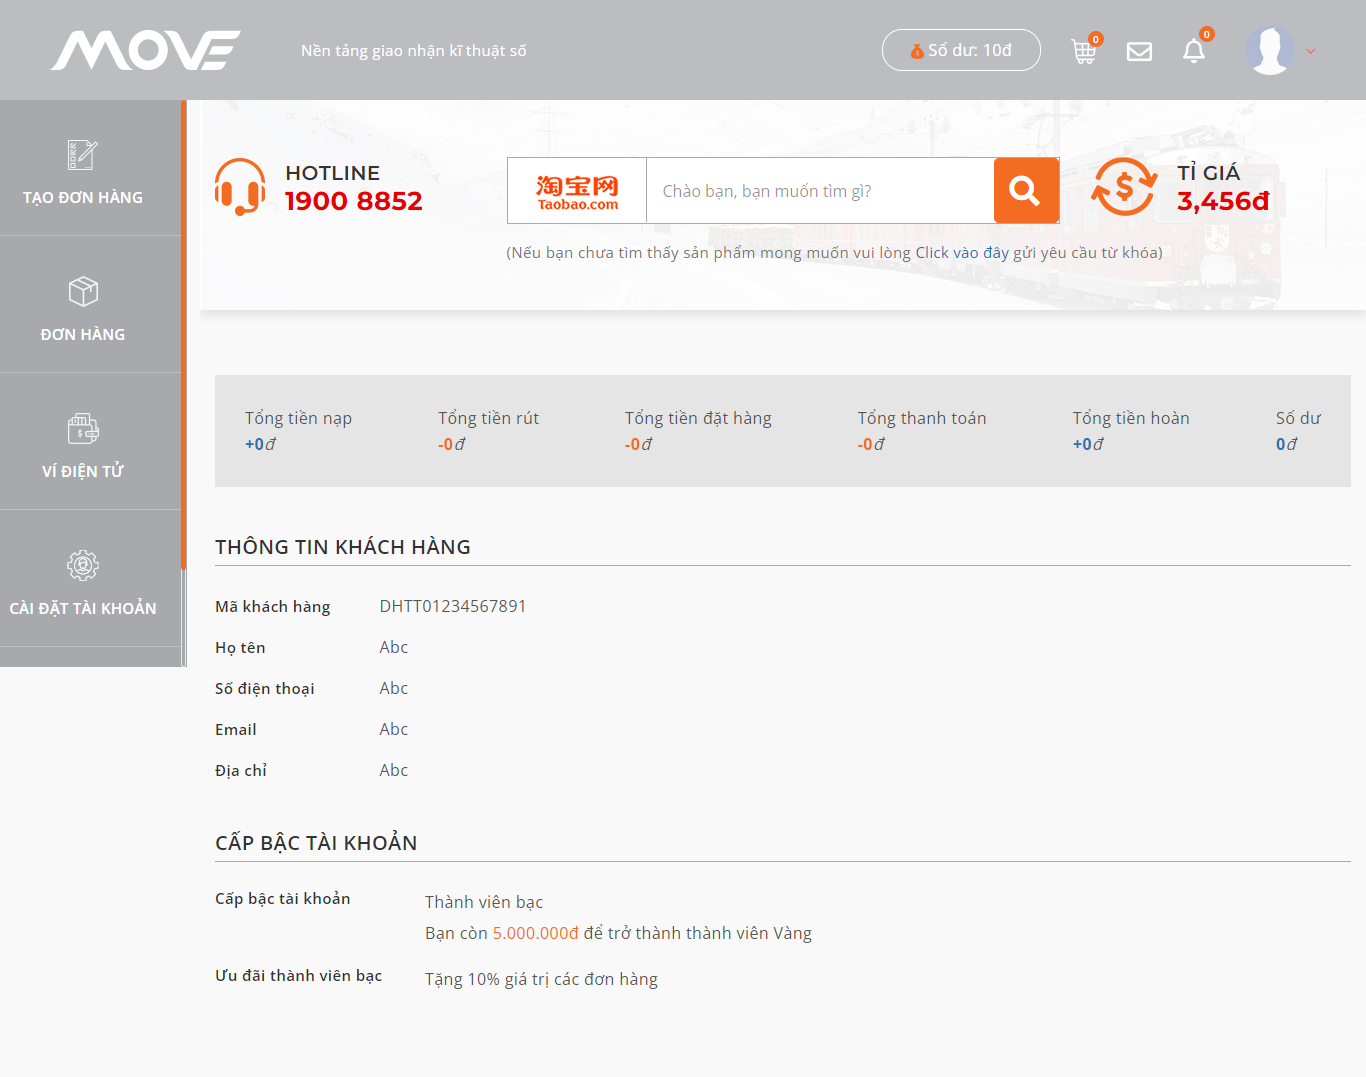 MOVE
Nền tảng giao nhận kĩ thuật số
Số dư: 10đ
0
0
TẠO ĐƠN HÀNG
ĐƠN HÀNG
VÍ ĐIỆN TỬ
CÀI ĐẶT TÀI KHOẢN
HOTLINE
1900 8852
淘宝网
Taobao.com
Chào bạn, bạn muốn tìm gì?
TỈ GIÁ
3,456đ
(Nếu bạn chưa tìm thấy sản phẩm mong muốn vui lòng Click vào đây gửi yêu cầu từ khóa)
Tổng tiền nạp
+0đ
Tổng tiền rút
-0đ
Tổng tiền đặt hàng
-0đ
Tổng thanh toán
-0đ
Tổng tiền hoàn
+0đ
Số dư
0đ
THÔNG TIN KHÁCH HÀNG
Mã khách hàng DHTT01234567891
Họ tên Abc
Số điện thoại Abc
Email Abc
Địa chỉ Abc
CẤP BẬC TÀI KHOẢN
Cấp bậc tài khoản Thành viên bạc
Bạn còn 5.000.000đ để trở thành thành viên Vàng
Ưu đãi thành viên bạc Tặng 10% giá trị các đơn hàng